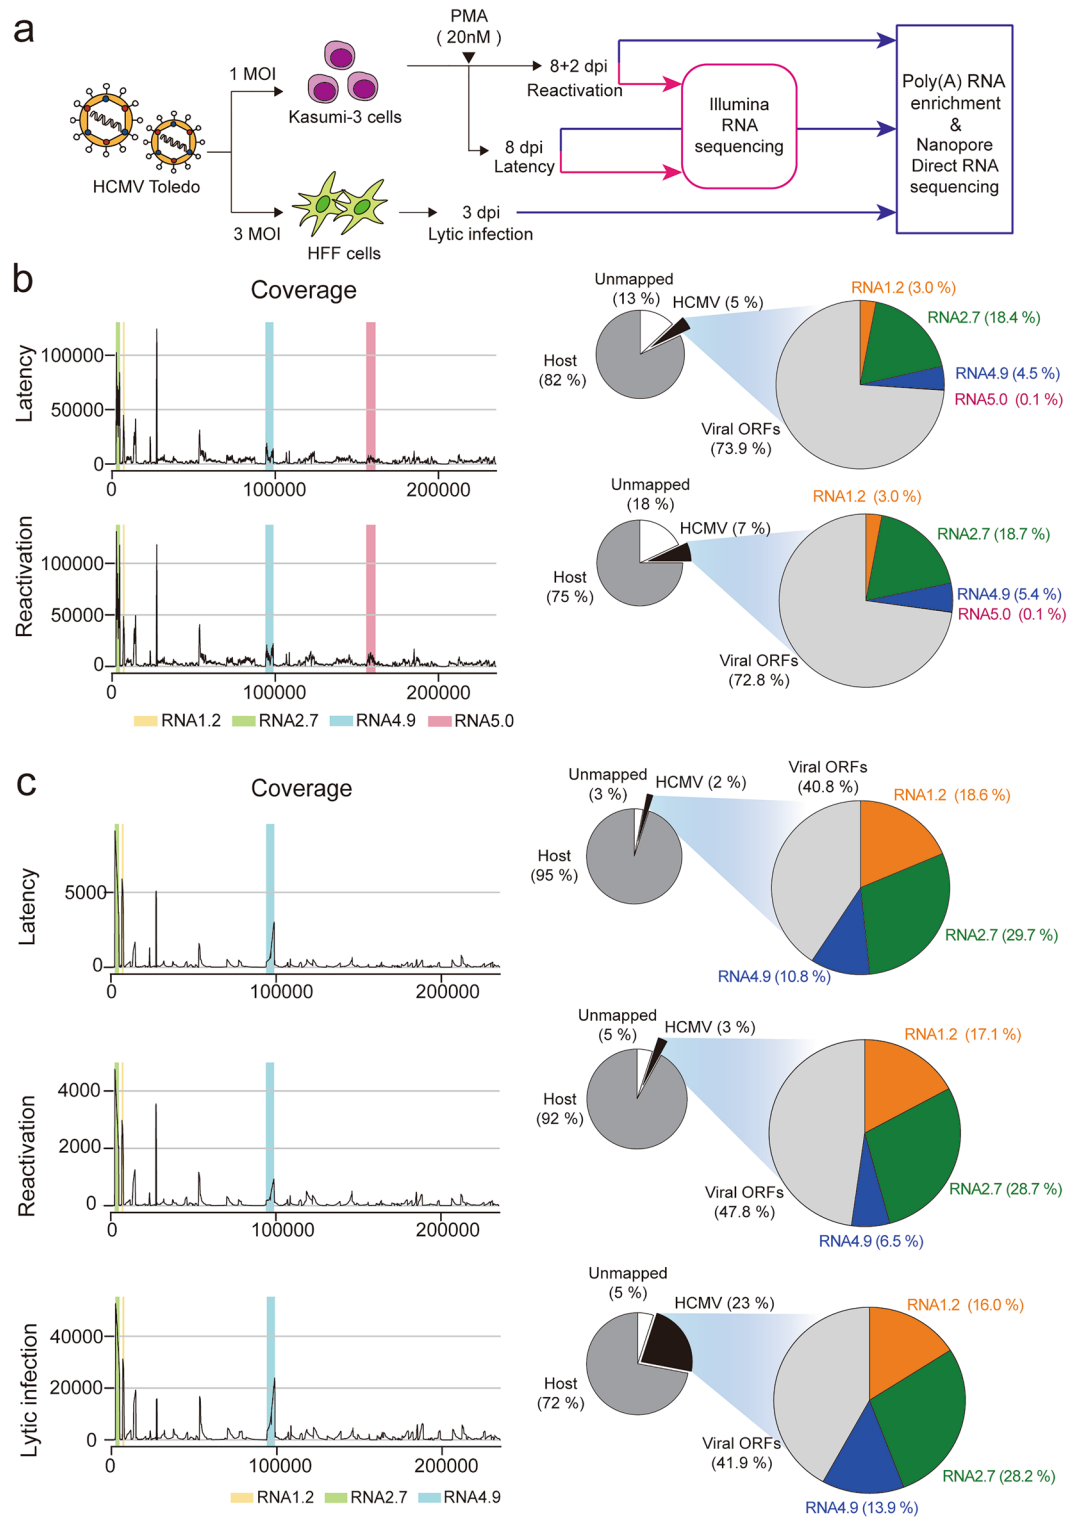 a
PMA
( 20nM )
1 MOI
Kasumi-3 cells
8+2 dpi
Reactivation
8 dpi
Latency
Illumina
RNA
sequencing
Poly(A) RNA
enrichment
&
Nanopore
Direct RNA
sequencing
HCMV Toledo
3 MOI
HFF cells
3 dpi
Lytic infection
b
Coverage
Latency
100000
50000
0
0
100000
200000
Unmapped
(13 %)
HCMV (5 %)
Host
(82 %)
RNA1.2 (3.0 %)
RNA2.7 (18.4 %)
RNA4.9 (4.5 %)
RNA5.0 (0.1 %)
Viral ORFs
(73.9 %)
Reactivation
100000
50000
0
0
100000
200000
Unmapped
(18 %)
HCMV (7 %)
Host
(75 %)
RNA1.2 (3.0 %)
RNA2.7 (18.7 %)
RNA4.9 (5.4 %)
RNA5.0 (0.1 %)
Viral ORFs
(72.8 %)
RNA1.2
RNA2.7
RNA4.9
RNA5.0
c
Coverage
Latency
5000
0
0
100000
200000
Unmapped
(3 %)
HCMV (2 %)
Host
(95 %)
Viral ORFs
(40.8 %)
RNA1.2 (18.6 %)
RNA2.7 (29.7 %)
RNA4.9 (10.8 %)
Reactivation
4000
2000
0
0
100000
200000
Unmapped
(5 %)
HCMV (3 %)
Host
(92 %)
RNA1.2 (17.1 %)
RNA2.7 (28.7 %)
Viral ORFs
(47.8 %)
RNA4.9 (6.5 %)
Lytic infection
40000
20000
0
0
100000
200000
Unmapped
(5 %)
HCMV (23 %)
Host
(72 %)
RNA1.2 (16.0 %)
Viral ORFs
(41.9 %)
RNA2.7 (28.2 %)
RNA4.9 (13.9 %)
RNA1.2
RNA2.7
RNA4.9